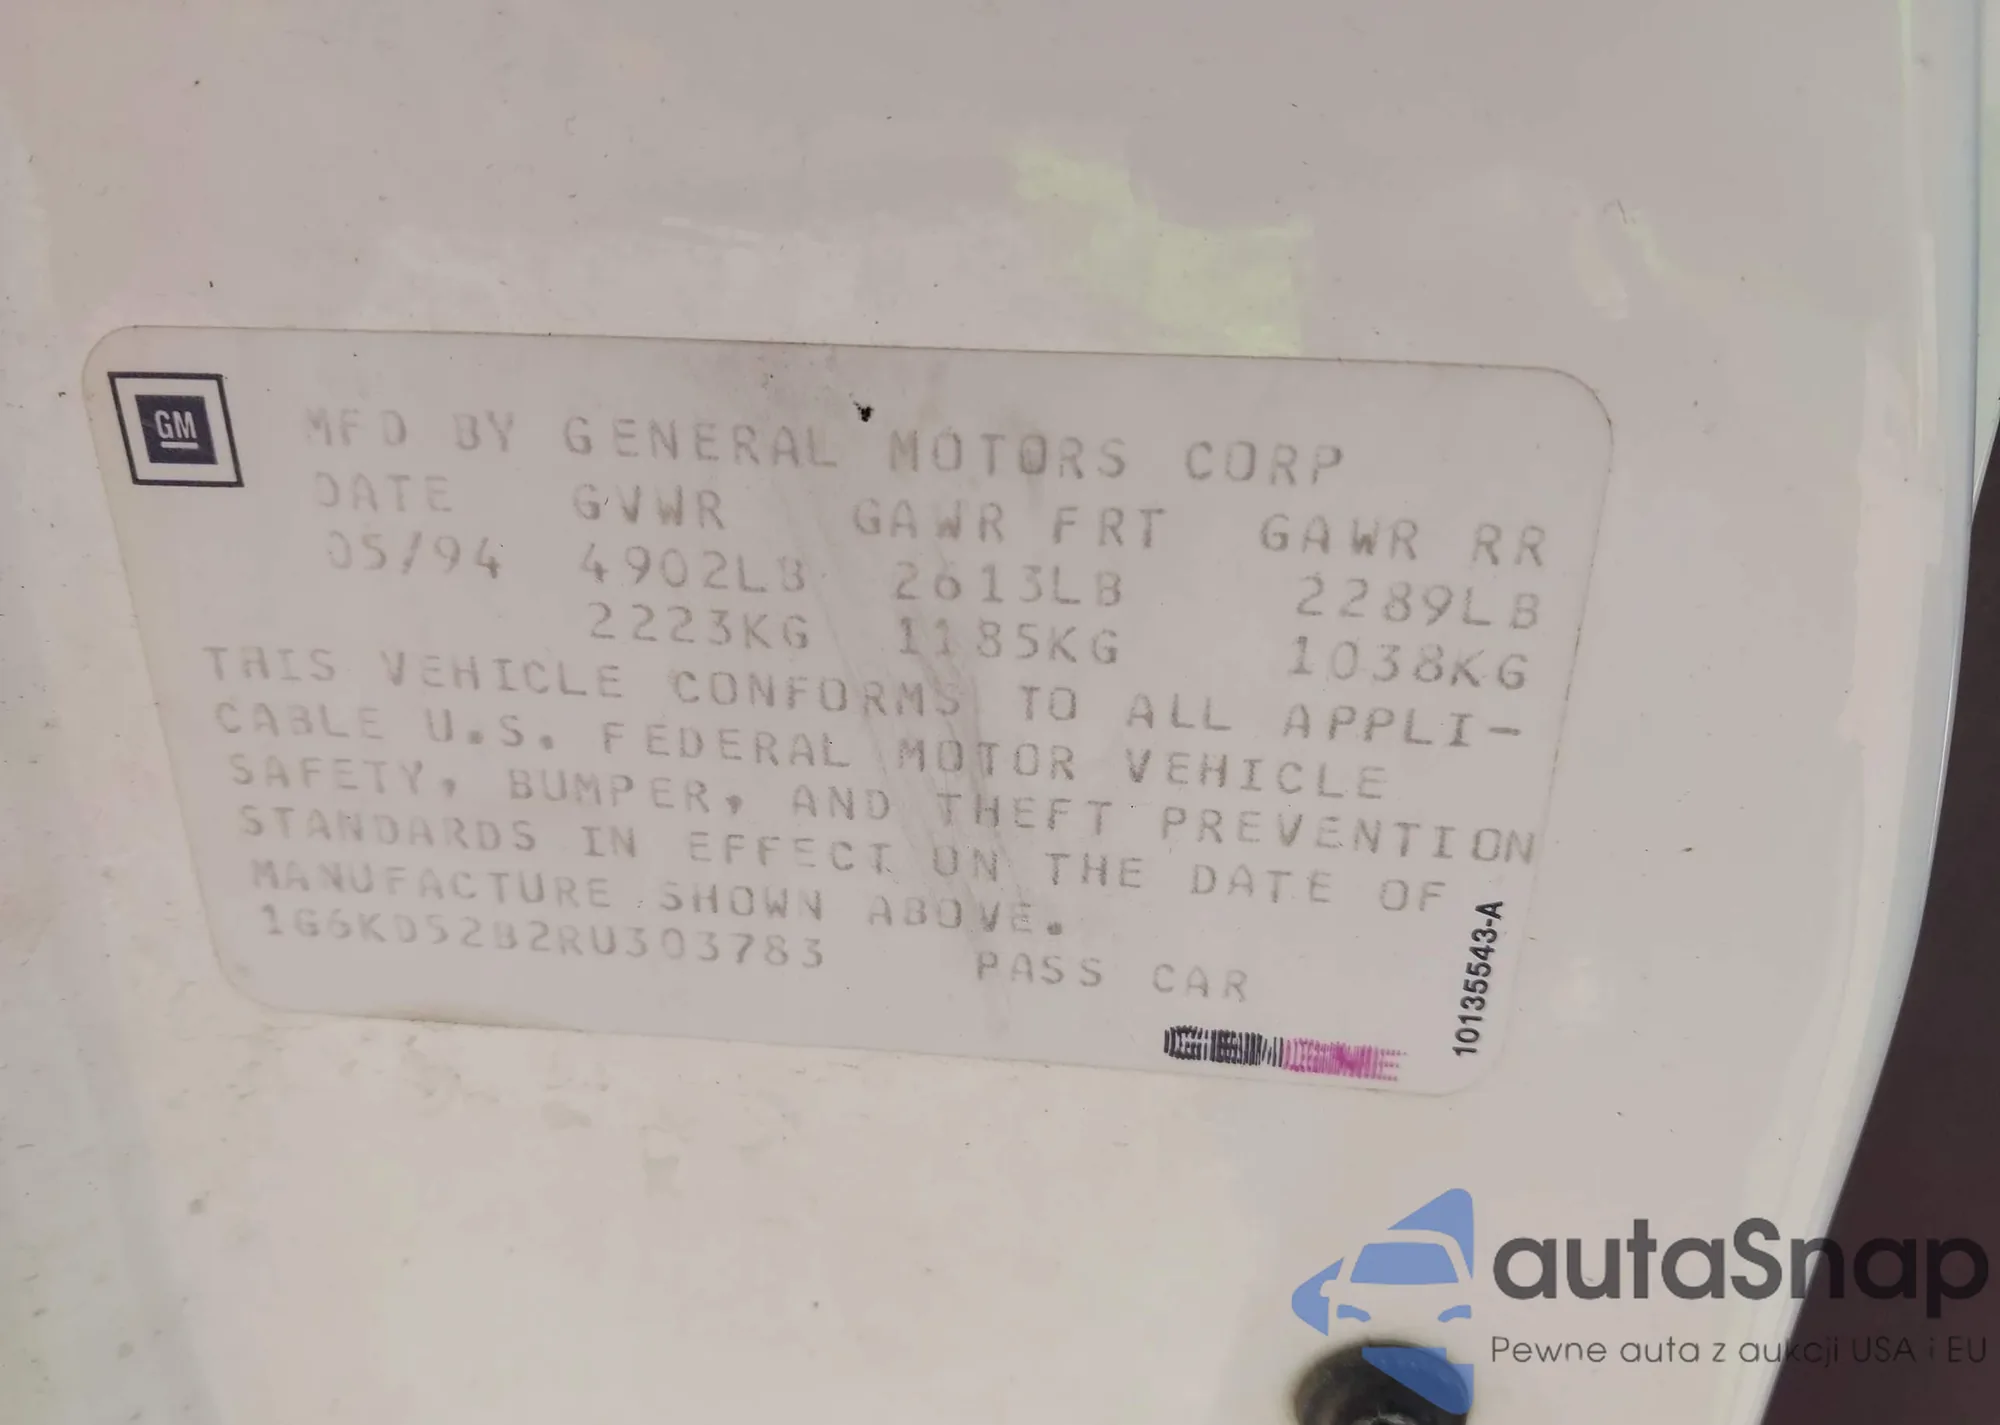 GM
MFD BY GENERAL MOTORS CORP
DATE GVWR GAWR FRT GAWR RR
05/94 4902LB 2613LB 2289LB
2223KG 1185KG 1038KG
THIS VEHICLE CONFORMS TO ALL APPLI-
CABLE U.S. FEDERAL MOTOR VEHICLE
SAFETY, BUMPER, AND THEFT PREVENTION
STANDARDS IN EFFECT ON THE DATE OF
MANUFACTURE SHOWN ABOVE.
1G6KD52B2RU303783 PASS CAR
10135543-A
autaSnap
Pewne auta z aukcji USA i EU